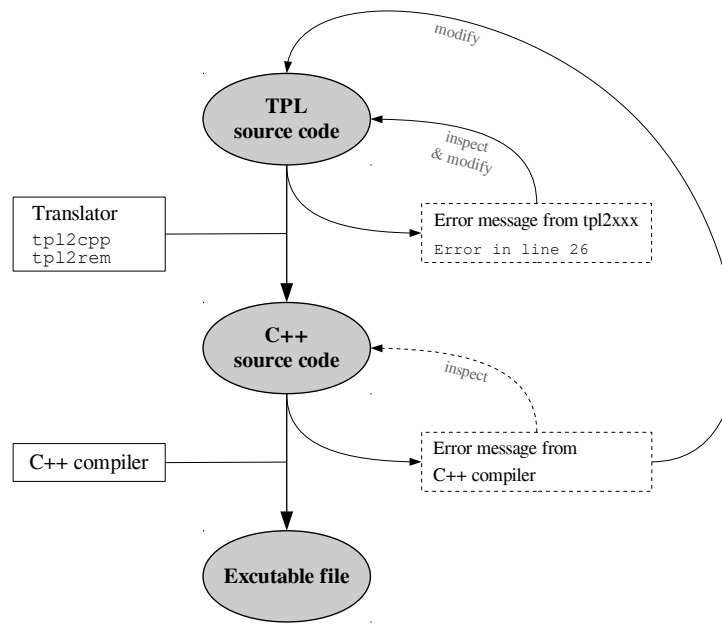 modify
TPL
source code
inspect
& modify
Translator
tpl2cpp
tpl2rem
Error message from tpl2xxx
Error in line 26
C++
source code
inspect
C++ compiler
Error message from
C++ compiler
Excutable file